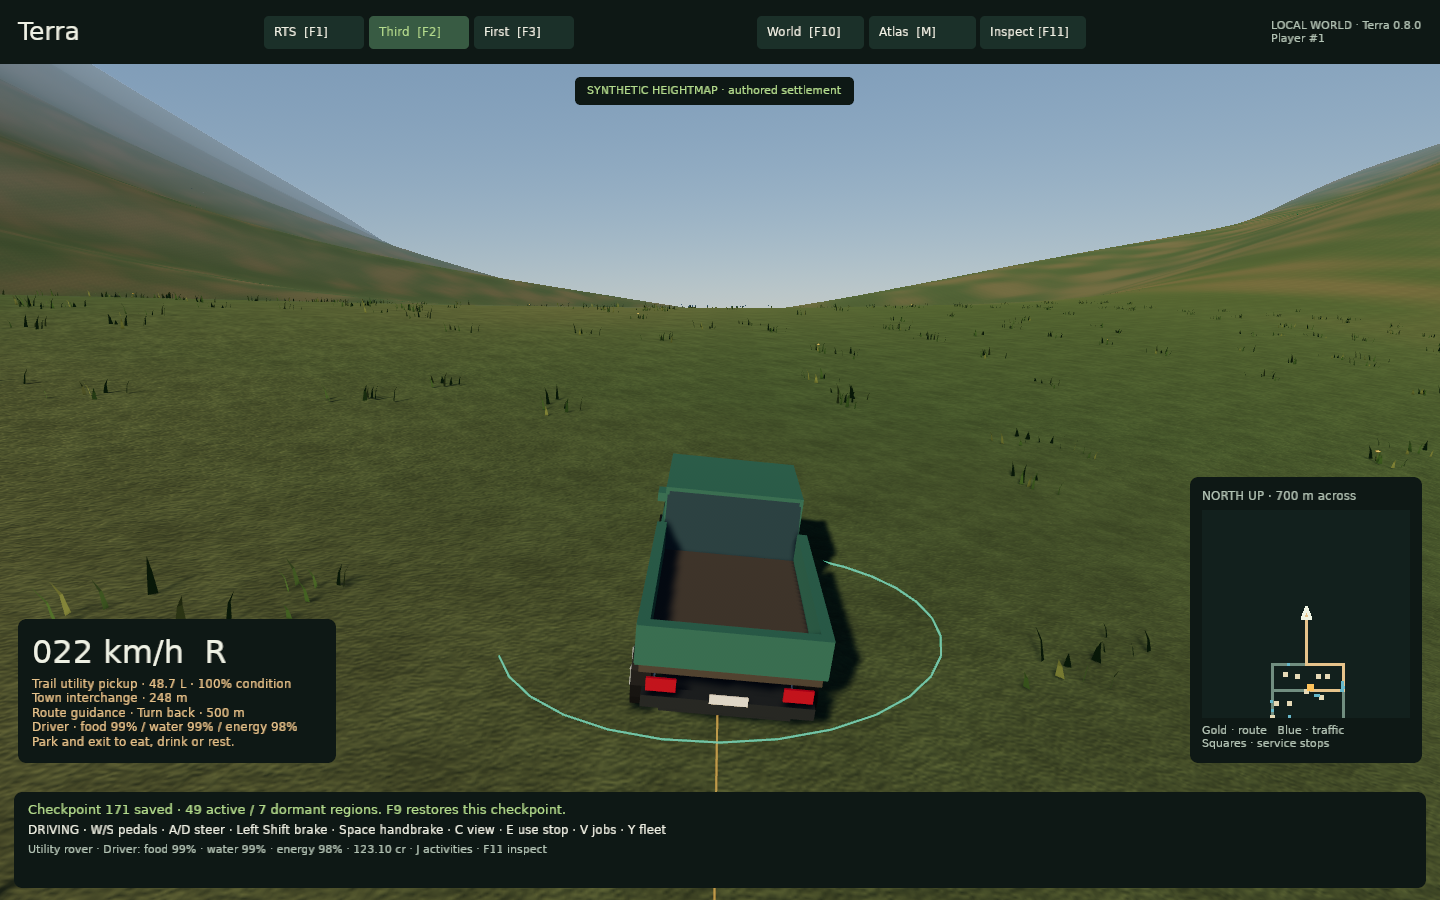 Terra
RTS [F1]
Third [F2]
First [F3]
World [F10]
Atlas [M]
Inspect [F11]
LOCAL WORLD · Terra 0.8.0
Player #1
SYNTHETIC HEIGHTMAP · authored settlement
NORTH UP · 700 m across
Gold · route Blue · traffic
Squares · service stops
022 km/h R
Trail utility pickup · 48.7 L · 100% condition
Town interchange · 248 m
Route guidance · Turn back · 500 m
Driver · food 99% / water 99% / energy 98%
Park and exit to eat, drink or rest.
Checkpoint 171 saved · 49 active / 7 dormant regions. F9 restores this checkpoint.
DRIVING · W/S pedals · A/D steer · Left Shift brake · Space handbrake · C view · E use stop · V jobs · Y fleet
Utility rover · Driver: food 99% · water 99% · energy 98% · 123.10 cr · J activities · F11 inspect